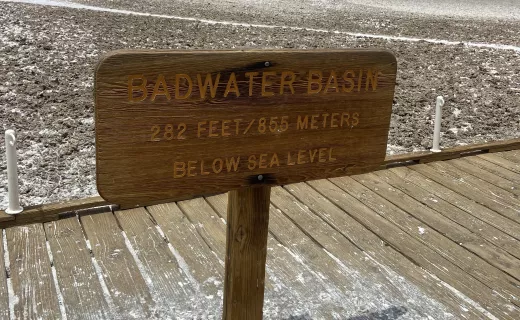 BADWATER BASIN
282 FEET/855 METERS
BELOW SEA LEVEL